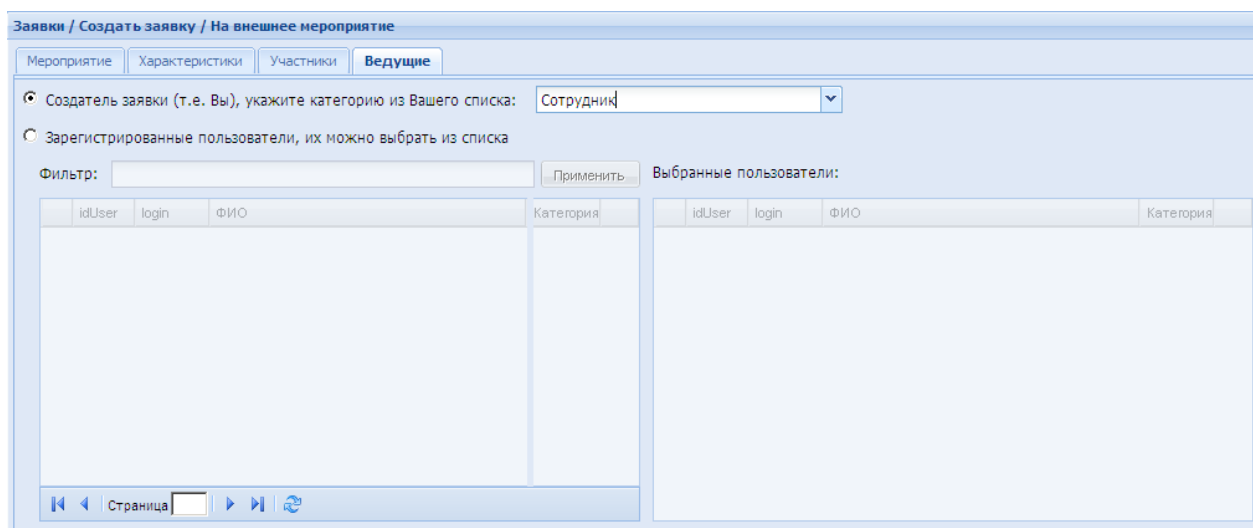 Заявки / Создать заявку / На внешнее мероприятие
Мероприятие Характеристики Участники Ведущие
Создатель заявки (т.е. Вы), укажите категорию из Вашего списка: Сотрудник
Зарегистрированные пользователи, их можно выбрать из списка
Фильтр: Применить Выбранные пользователи:
idUser login ФИО Категория idUser login ФИО Категория
Страница